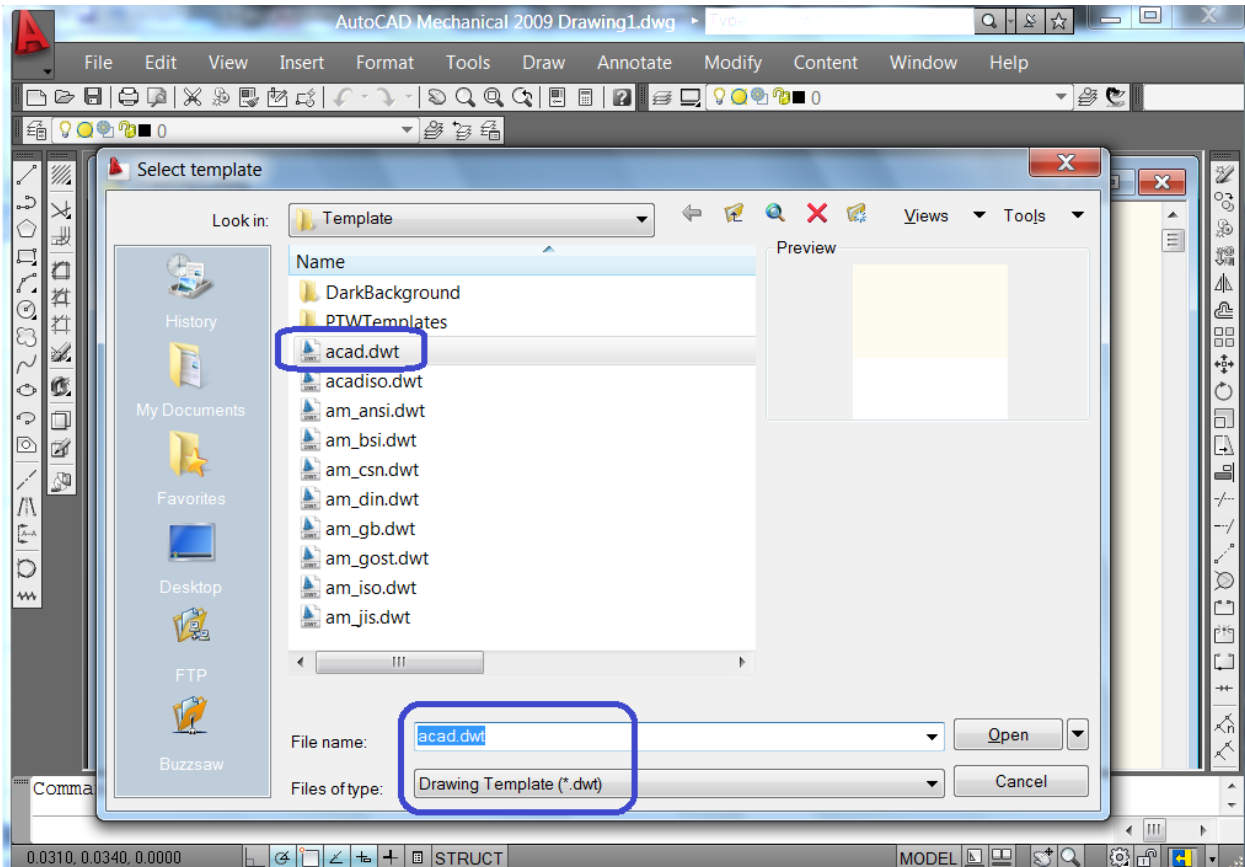 AutoCAD Mechanical 2009 Drawing1.dwg
File Edit View Insert Format Tools Draw Annotate Modify Content Window Help
0
0
Select template
Look in: Template Views Tools
Name
Preview
DarkBackground
PTWTemplates
acad.dwt
acadiso.dwt
am_ansi.dwt
am_bsi.dwt
am_csn.dwt
am_din.dwt
am_gb.dwt
am_gost.dwt
am_iso.dwt
am_jis.dwt
History
My Documents
Favorites
Desktop
FTP
Buzzsaw
File name: acad.dwt Open
Files of type: Drawing Template (*.dwt) Cancel
Comma
0.0310, 0.0340, 0.0000 STRUCT MODEL